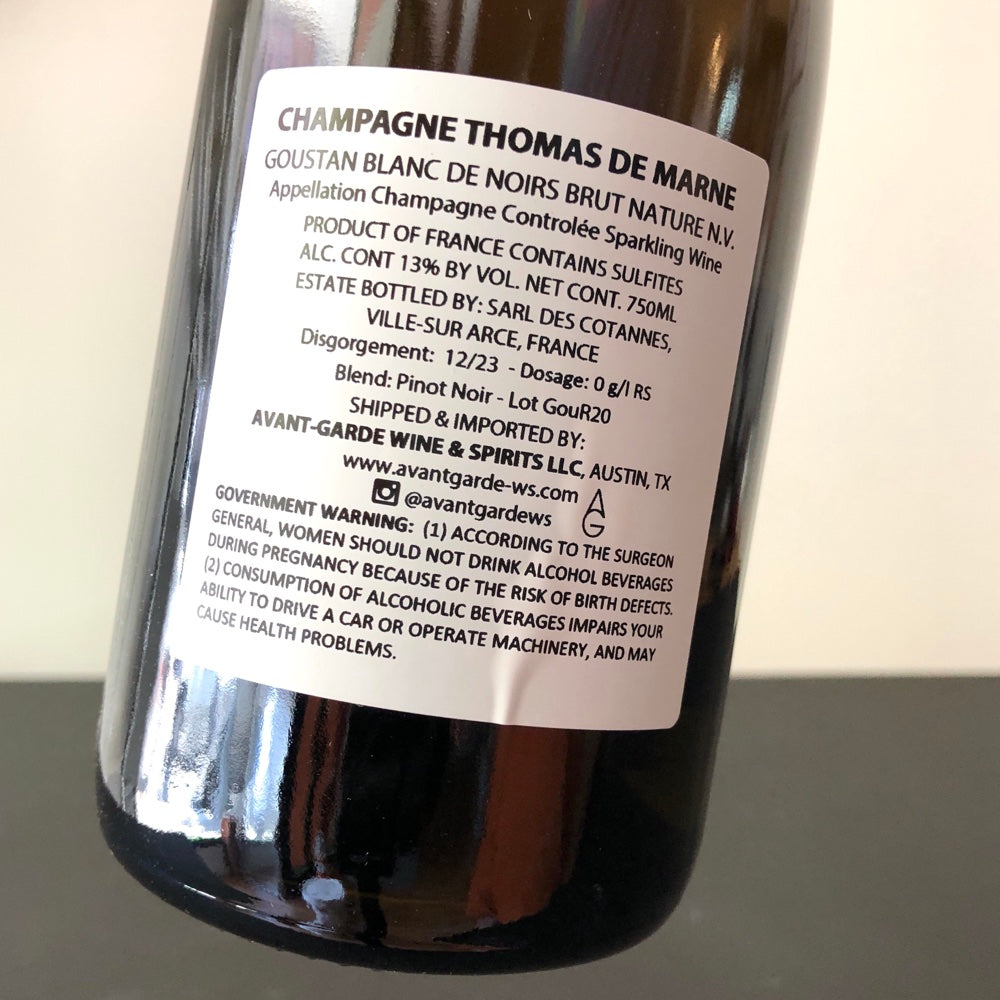 CHAMPAGNE THOMAS DE MARNE
GOUSTAN BLANC DE NOIRS BRUT NATURE N.V.
Appellation Champagne Controlée Sparkling Wine
PRODUCT OF FRANCE CONTAINS SULFITES
ALC. CONT 13% BY VOL. NET CONT. 750ML
ESTATE BOTTLED BY: SARL DES COTANNES,
VILLE-SUR ARCE, FRANCE
Disgorgement: 12/23 - Dosage: 0 g/l RS
Blend: Pinot Noir - Lot GouR20
SHIPPED & IMPORTED BY:
AVANT-GARDE WINE & SPIRITS LLC, AUSTIN, TX
www.avantgarde-ws.com
@avantgardews
AG
GOVERNMENT WARNING: (1) ACCORDING TO THE SURGEON
GENERAL, WOMEN SHOULD NOT DRINK ALCOHOL BEVERAGES
DURING PREGNANCY BECAUSE OF THE RISK OF BIRTH DEFECTS.
(2) CONSUMPTION OF ALCOHOLIC BEVERAGES IMPAIRS YOUR
ABILITY TO DRIVE A CAR OR OPERATE MACHINERY, AND MAY
CAUSE HEALTH PROBLEMS.